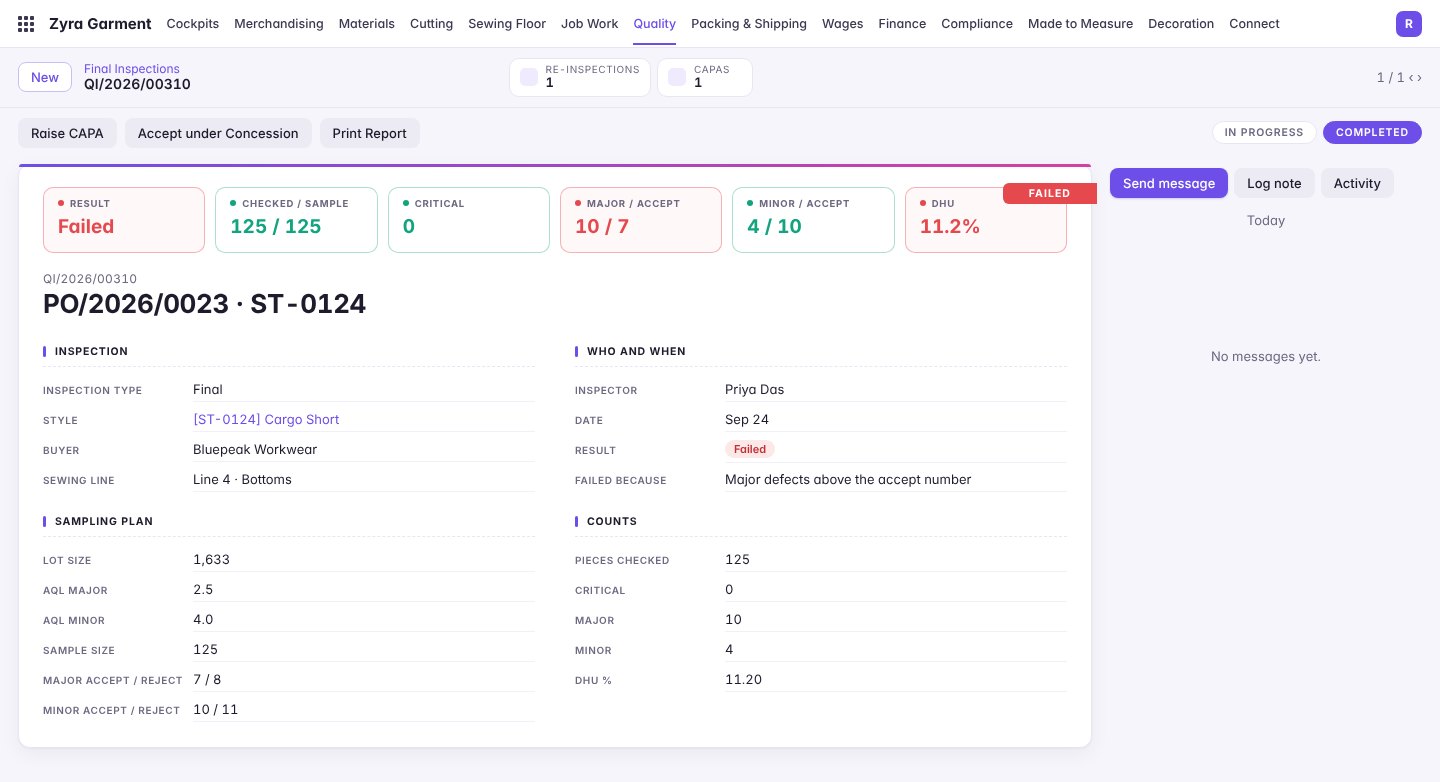 Zyra Garment Cockpits Merchandising Materials Cutting Sewing Floor Job Work Quality Packing & Shipping Wages Finance Compliance Made to Measure Decoration Connect R
New
Final Inspections
QI/2026/00310
RE-INSPECTIONS
1
CAPAS
1
1 / 1 ‹ ›
Raise CAPA Accept under Concession Print Report
IN PROGRESS COMPLETED
FAILED
RESULT
Failed
CHECKED / SAMPLE
125 / 125
CRITICAL
0
MAJOR / ACCEPT
10 / 7
MINOR / ACCEPT
4 / 10
DHU
11.2%
QI/2026/00310
PO/2026/0023 · ST-0124
INSPECTION
INSPECTION TYPE Final
STYLE [ST-0124] Cargo Short
BUYER Bluepeak Workwear
SEWING LINE Line 4 · Bottoms
WHO AND WHEN
INSPECTOR Priya Das
DATE Sep 24
RESULT Failed
FAILED BECAUSE Major defects above the accept number
SAMPLING PLAN
LOT SIZE 1,633
AQL MAJOR 2.5
AQL MINOR 4.0
SAMPLE SIZE 125
MAJOR ACCEPT / REJECT 7 / 8
MINOR ACCEPT / REJECT 10 / 11
COUNTS
PIECES CHECKED 125
CRITICAL 0
MAJOR 10
MINOR 4
DHU % 11.20
Send message Log note Activity
Today
No messages yet.